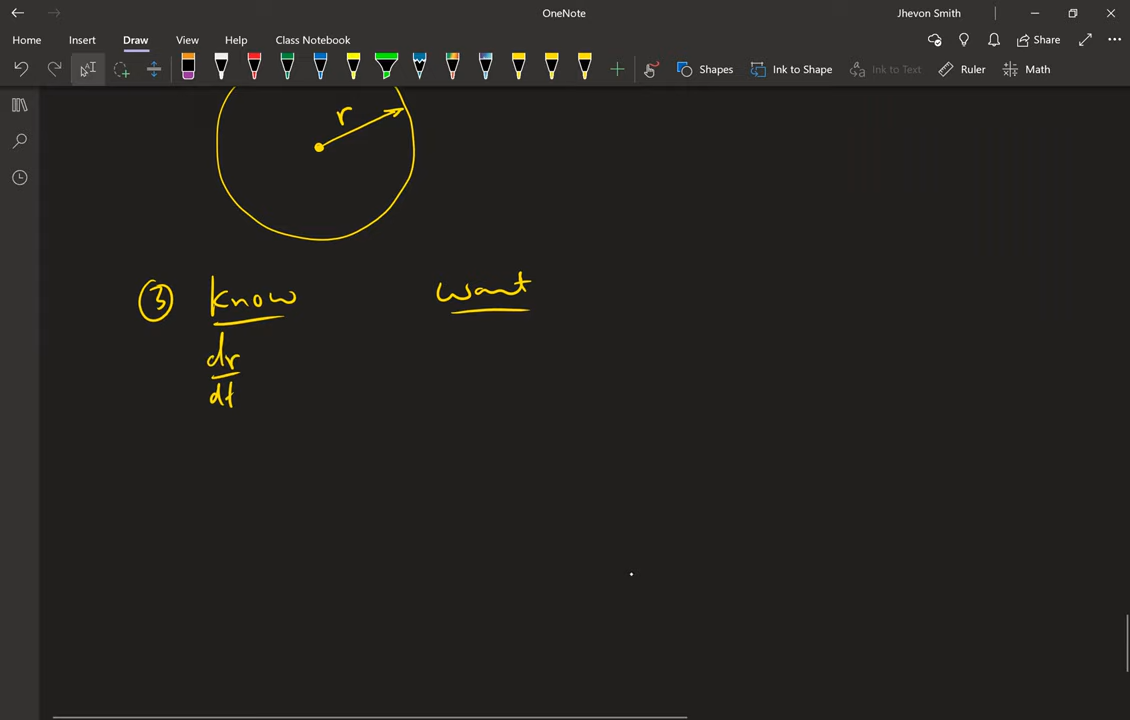 OneNote
Jhevon Smith
Home Insert Draw View Help Class Notebook
Share
Shapes Ink to Shape Ink to Text Ruler Math
r
③ Know want
dr
dt